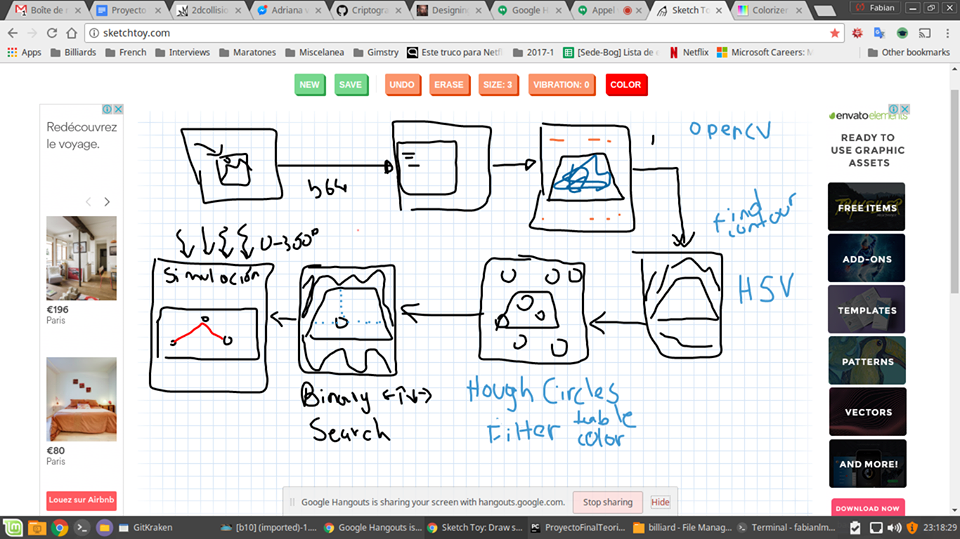 Boîte de r
Proyecto
2dcollisio
Adriana v
Criptogra
Designing
Google H
Appel
Sketch To
Colorizer
Fabian
sketchtoy.com
Apps
Billiards
French
Interviews
Maratones
Miscelanea
Gimstry
Este truco para Netf
2017-1
[Sede-Bog] Lista de
Netflix
Microsoft Careers: M
Other bookmarks
NEW
SAVE
UNDO
ERASE
SIZE: 3
VIBRATION: 0
COLOR
Redécouvrez
le voyage.
€196
Paris
€80
Paris
Louez sur Airbnb
b64
opencv
Find
contour
HSV
0-360°
Simulación
Binary
Search
Hough Circles
Filter table
color
envato elements
READY TO
USE GRAPHIC
ASSETS
FREE ITEMS
ADD-ONS
TEMPLATES
PATTERNS
VECTORS
AND MORE!
DOWNLOAD NOW
Google Hangouts is sharing your screen with hangouts.google.com.
Stop sharing
Hide
GitKraken
[b10] (imported)-1....
Google Hangouts is...
Sketch Toy: Draw s...
ProyectoFinalTeori...
billiard - File Manag...
Terminal - fabianlm...
23:18:29